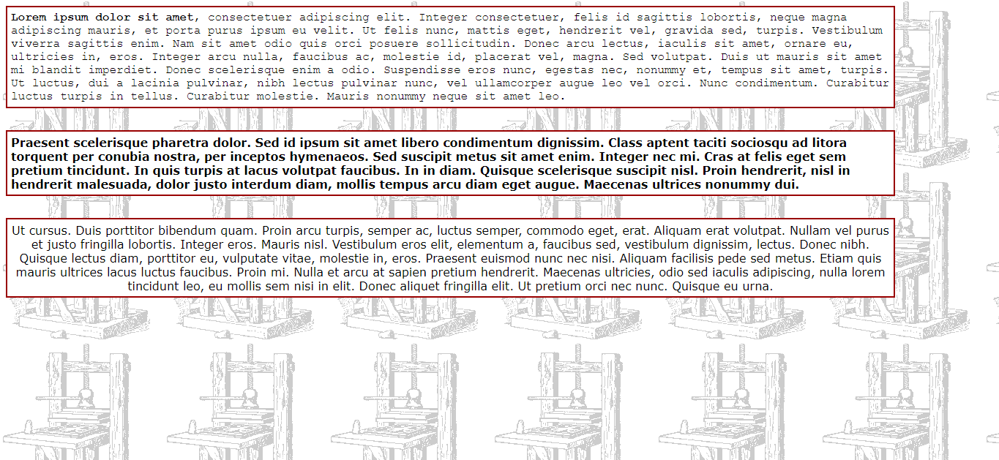 Lorem ipsum dolor sit amet, consectetuer adipiscing elit. Integer consectetuer, felis id sagittis lobortis, neque magna
adipiscing mauris, et porta purus ipsum eu velit. Ut felis nunc, mattis eget, hendrerit vel, gravida sed, turpis. Vestibulum
viverra sagittis enim. Nam sit amet odio quis orci posuere sollicitudin. Donec arcu lectus, iaculis sit amet, ornare eu,
ultricies in, eros. Integer arcu nulla, faucibus ac, molestie id, placerat vel, magna. Sed volutpat. Duis ut mauris sit amet
mi blandit imperdiet. Donec scelerisque enim a odio. Suspendisse eros nunc, egestas nec, nonummy et, tempus sit amet, turpis.
Ut luctus, dui a lacinia pulvinar, nibh lectus pulvinar nunc, vel ullamcorper augue leo vel orci. Nunc condimentum. Curabitur
luctus turpis in tellus. Curabitur molestie. Mauris nonummy neque sit amet leo.
Praesent scelerisque pharetra dolor. Sed id ipsum sit amet libero condimentum dignissim. Class aptent taciti sociosqu ad litora
torquent per conubia nostra, per inceptos hymenaeos. Sed suscipit metus sit amet enim. Integer nec mi. Cras at felis eget sem
pretium tincidunt. In quis turpis at lacus volutpat faucibus. In in diam. Quisque scelerisque suscipit nisl. Proin hendrerit, nisl in
hendrerit malesuada, dolor justo interdum diam, mollis tempus arcu diam eget augue. Maecenas ultrices nonummy dui.
Ut cursus. Duis porttitor bibendum quam. Proin arcu turpis, semper ac, luctus semper, commodo eget, erat. Aliquam erat volutpat. Nullam vel purus
et justo fringilla lobortis. Integer eros. Mauris nisl. Vestibulum eros elit, elementum a, faucibus sed, vestibulum dignissim, lectus. Donec nibh.
Quisque lectus diam, porttitor eu, vulputate vitae, molestie in, eros. Praesent euismod nunc nec nisi. Aliquam facilisis pede sed metus. Etiam quis
mauris ultrices lacus luctus faucibus. Proin mi. Nulla et arcu at sapien pretium hendrerit. Maecenas ultricies, odio sed iaculis adipiscing, nulla lorem
tincidunt leo, eu mollis sem nisi in elit. Donec aliquet fringilla elit. Ut pretium orci nec nunc. Quisque eu urna.